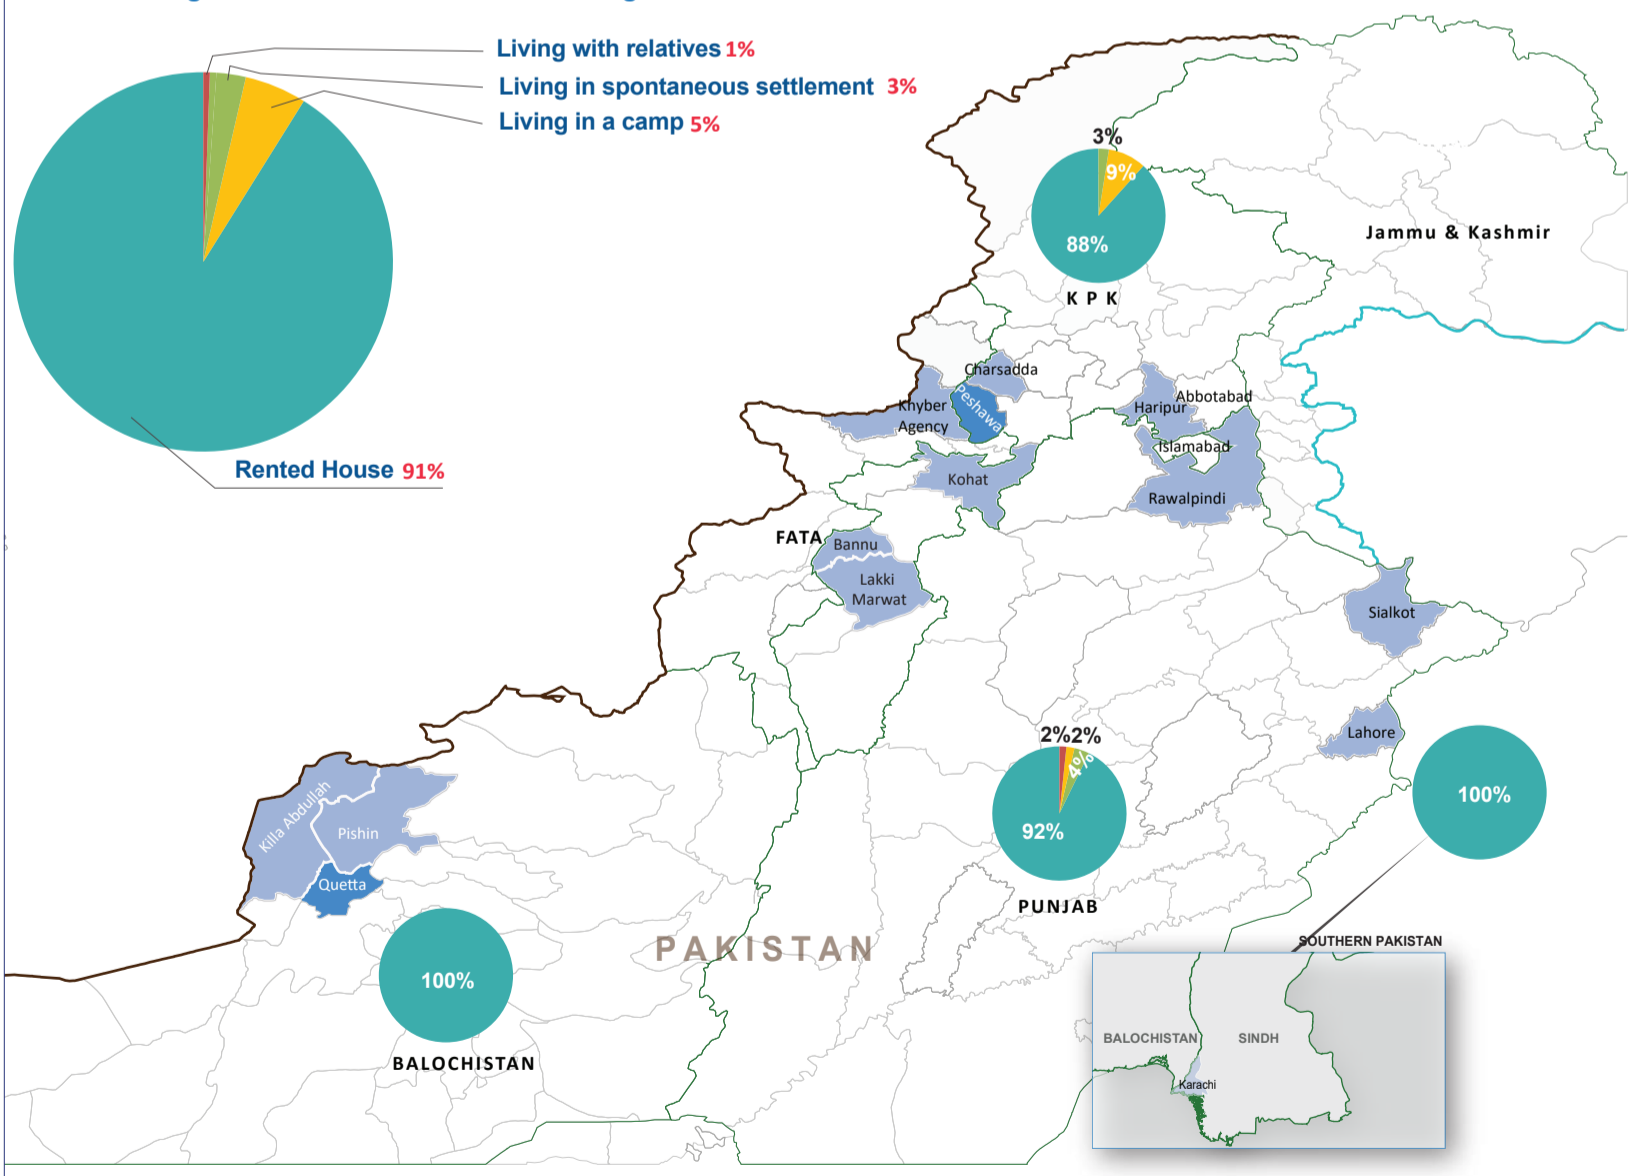 Living with relatives 1%
Living in spontaneous settlement 3%
Living in a camp 5%
Rented House 91%
3%
9%
88%
K P K
Jammu & Kashmir
Charsadda
Peshawa
Khyber
Agency
Abbotabad
Haripur
Islamabad
Kohat
Rawalpindi
FATA
Bannu
Lakki
Marwat
Sialkot
Lahore
2% 2%
4%
92%
PUNJAB
100%
Killa Abdullah
Pishin
Quetta
100%
BALOCHISTAN
PAKISTAN
SOUTHERN PAKISTAN
BALOCHISTAN
SINDH
Karachi